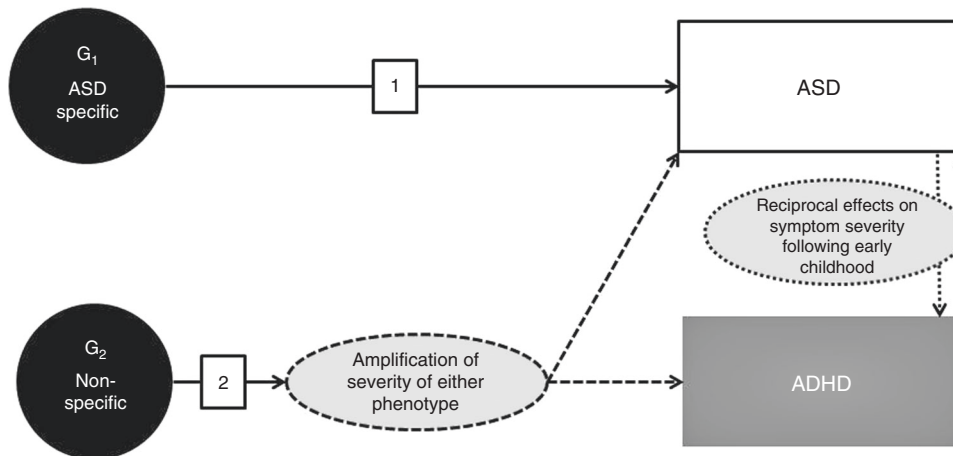 G₁
ASD
specific
1
ASD
Reciprocal effects on
symptom severity
following early
childhood
G₂
Non-
specific
2
Amplification of
severity of either
phenotype
ADHD